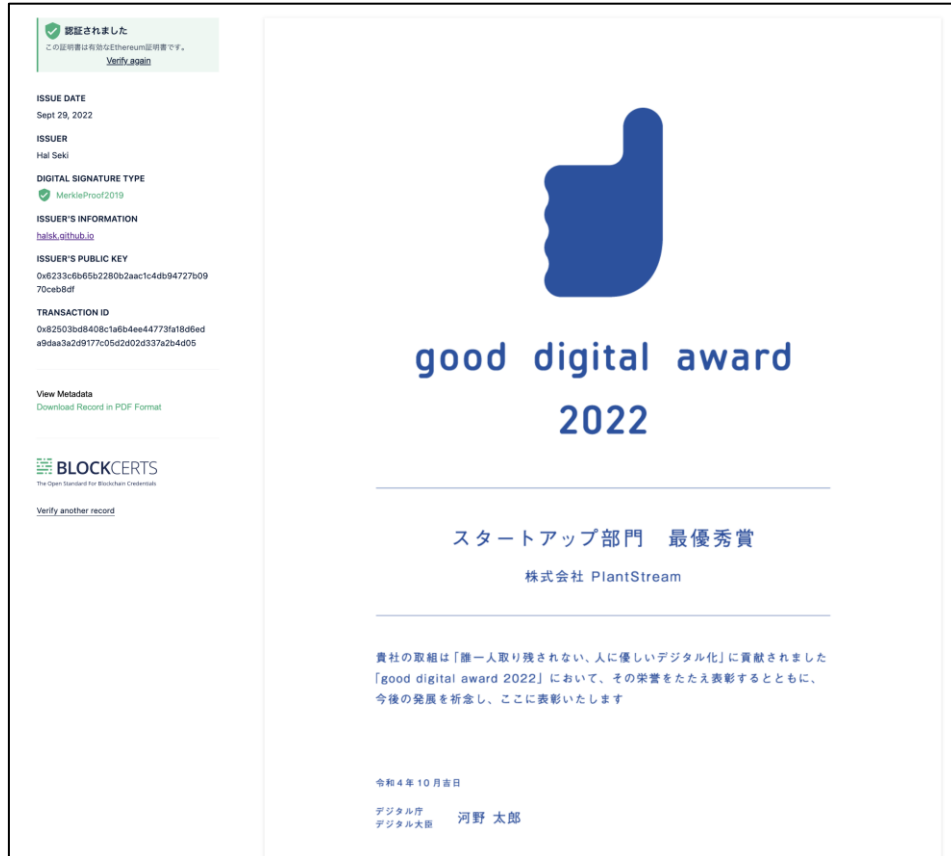 認証されました
この証明書は有効なEthereum証明書です。
Verify again
ISSUE DATE
Sept 29, 2022
ISSUER
Hal Seki
DIGITAL SIGNATURE TYPE
MerkleProof2019
ISSUER'S INFORMATION
halsk.github.io
ISSUER'S PUBLIC KEY
0x6233c6b65b2280b2aac1c4db94727b09
70ceb8df
TRANSACTION ID
0x82503bd8408c1a6b4ee44773fa18d6ed
a9daa3a2d9177c05d2d02d337a2b4d05
View Metadata
Download Record in PDF Format
BLOCKCERTS
The Open Standard For Blockchain Credentials
Verify another record
good digital award
2022
スタートアップ部門 最優秀賞
株式会社 PlantStream
貴社の取組は「誰一人取り残されない、人に優しいデジタル化」に貢献されました
「good digital award 2022」において、その栄誉をたたえ表彰するとともに、
今後の発展を祈念し、ここに表彰いたします
令和4年10月吉日
デジタル庁
デジタル大臣 河野 太郎